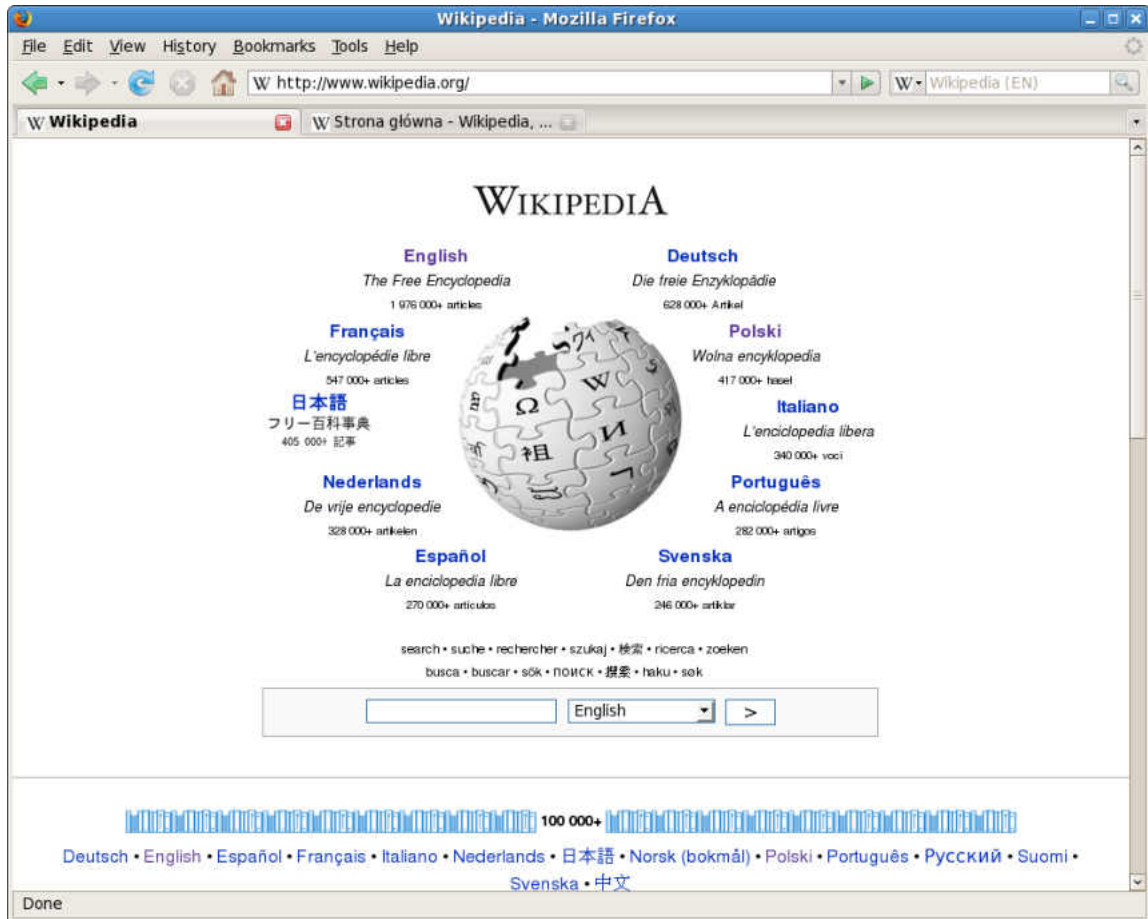 Wikipedia - Mozilla Firefox
File Edit View History Bookmarks Tools Help
W http://www.wikipedia.org/ W Wikipedia (EN)
W Wikipedia W Strona główna - Wikipedia, ...
WIKIPEDIA
English Deutsch
The Free Encyclopedia Die freie Enzyklopädie
1 976 000+ articles 628 000+ Artikel
Français Polski
L'encyclopédie libre Wolna encyklopedia
547 000+ articles 417 000+ haseł
日本語 Italiano
フリー百科事典 L'enciclopedia libera
405 000+ 記事 340 000+ voci
Nederlands Português
De vrije encyclopedie A enciclopédia livre
328 000+ artikelen 282 000+ artigos
Español Svenska
La enciclopedia libre Den fria encyklopedin
270 000+ artículos 246 000+ artiklar
Ω W И 祖
search • suche • rechercher • szukaj • 検索 • ricerca • zoeken
busca • buscar • sök • поиск • 搜索 • haku • søk
English >
100 000+
Deutsch • English • Español • Français • Italiano • Nederlands • 日本語 • Norsk (bokmål) • Polski • Português • Русский • Suomi •
Svenska • 中文
Done